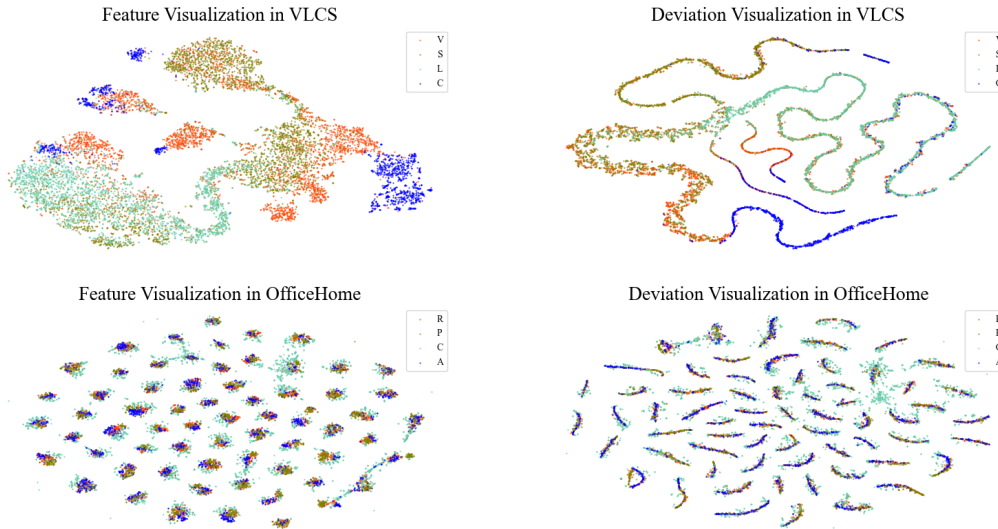 Feature Visualization in VLCS
V
S
L
C
Deviation Visualization in VLCS
Feature Visualization in OfficeHome
R
P
C
A
Deviation Visualization in OfficeHome